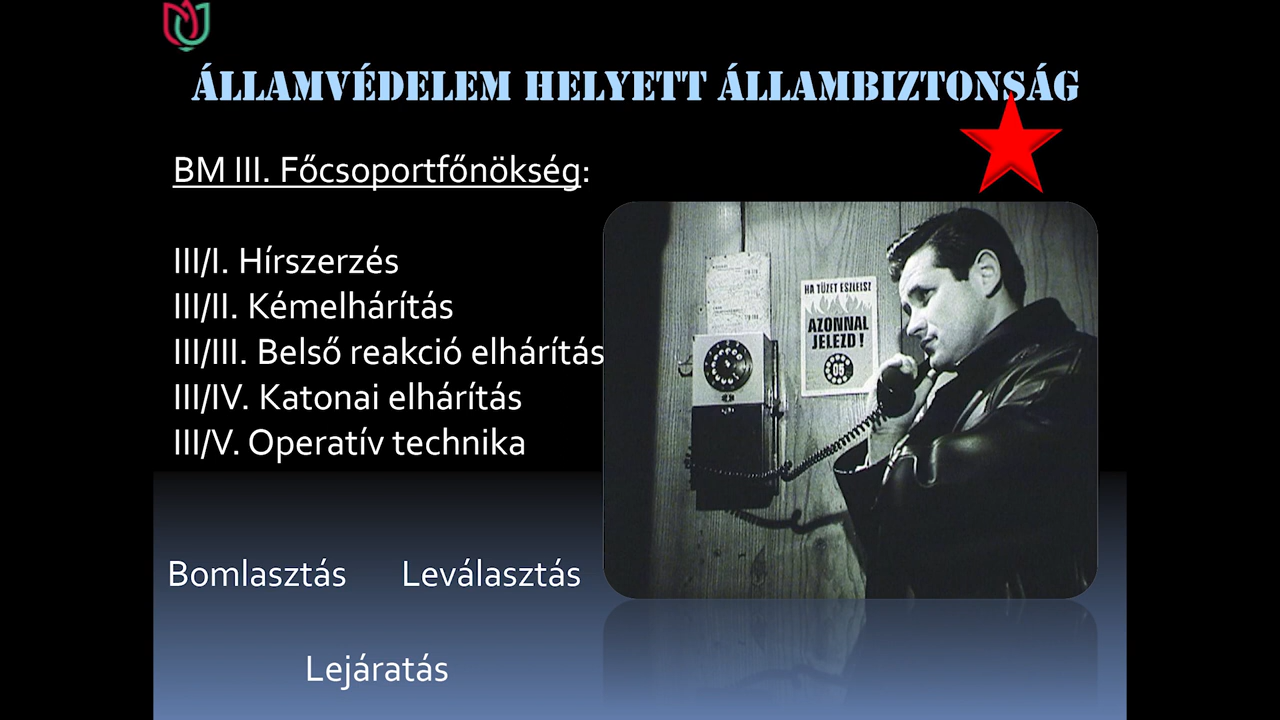 ÁLLAMVÉDELEM HELYETT ÁLLAMBIZTONSÁG
BM III. Főcsoportfőnökség:
III/I. Hírszerzés
III/II. Kémelhárítás
III/III. Belső reakció elhárítás
III/IV. Katonai elhárítás
III/V. Operatív technika
HA TÜZET ÉSZLELSZ
AZONNAL
JELEZD!
05
Bomlasztás Leválasztás
Lejáratás